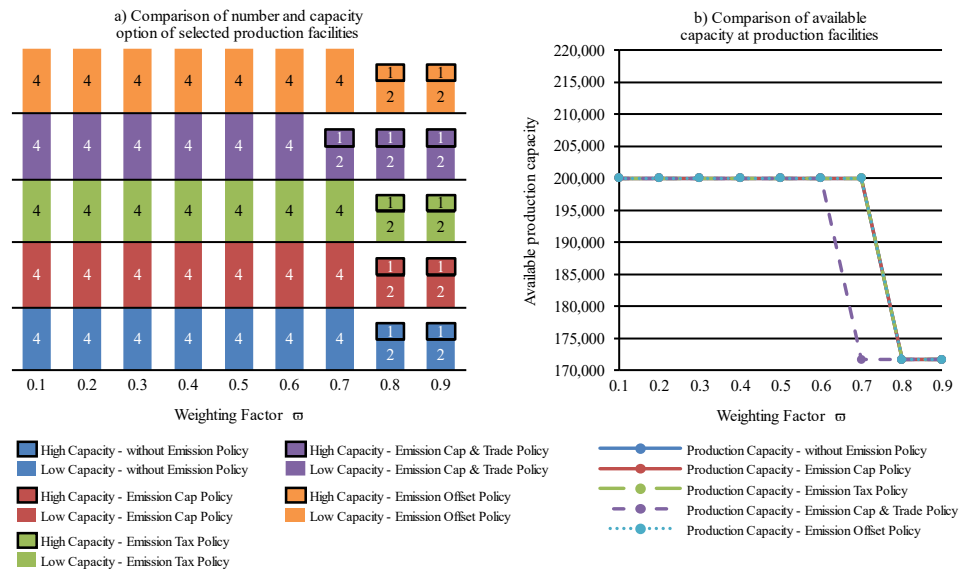 a) Comparison of number and capacity
option of selected production facilities
4 4 4 4 4 4 4 1 1
2 2
4 4 4 4 4 4 1 1 1
2 2 2
4 4 4 4 4 4 4 1 1
2 2
4 4 4 4 4 4 4 1 1
2 2
4 4 4 4 4 4 4 1 1
2 2
0.1 0.2 0.3 0.4 0.5 0.6 0.7 0.8 0.9
Weighting Factor ϖ
High Capacity - without Emission Policy
Low Capacity - without Emission Policy
High Capacity - Emission Cap Policy
Low Capacity - Emission Cap Policy
High Capacity - Emission Tax Policy
Low Capacity - Emission Tax Policy
High Capacity - Emission Cap & Trade Policy
Low Capacity - Emission Cap & Trade Policy
High Capacity - Emission Offset Policy
Low Capacity - Emission Offset Policy
b) Comparison of available
capacity at production facilities
Available production capacity
220,000
215,000
210,000
205,000
200,000
195,000
190,000
185,000
180,000
175,000
170,000
0.1 0.2 0.3 0.4 0.5 0.6 0.7 0.8 0.9
Weighting Factor ϖ
Production Capacity - without Emission Policy
Production Capacity - Emission Cap Policy
Production Capacity - Emission Tax Policy
Production Capacity - Emission Cap & Trade Policy
Production Capacity - Emission Offset Policy